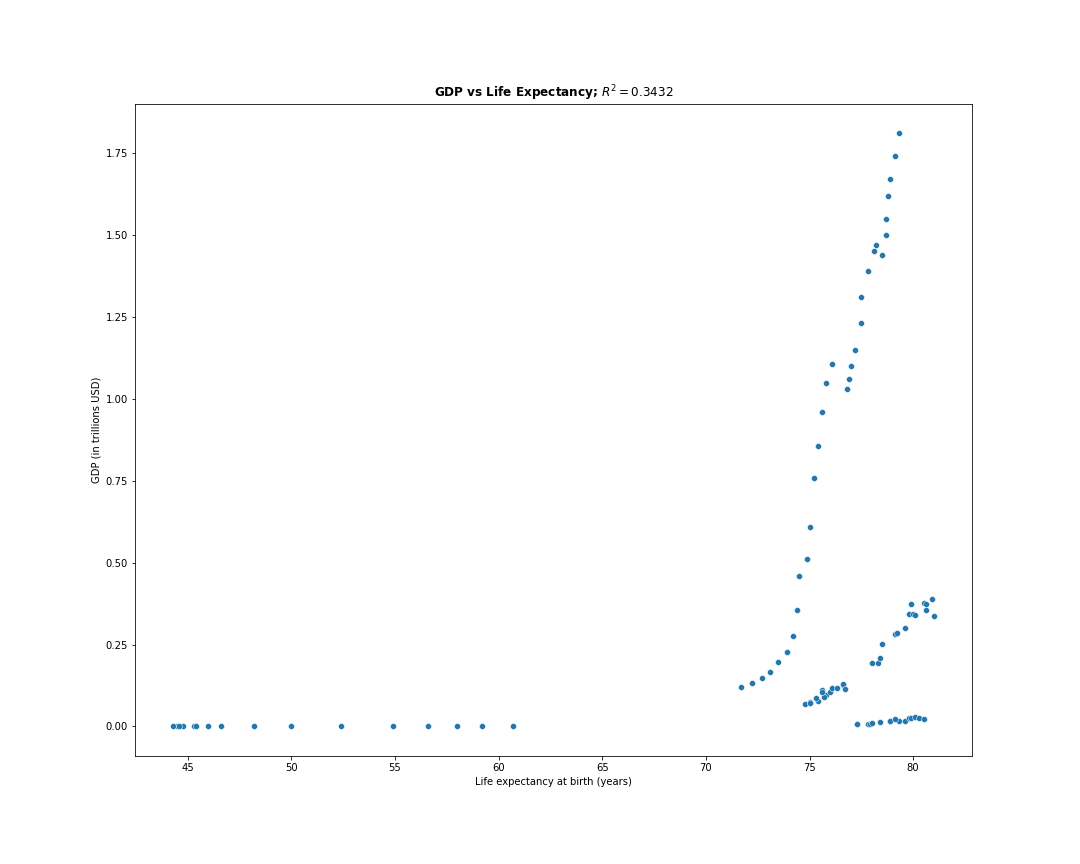 GDP vs Life Expectancy; R² = 0.3432
1.75
1.50
1.25
1.00
0.75
0.50
0.25
0.00
GDP (in trillions USD)
45 50 55 60 65 70 75 80
Life expectancy at birth (years)